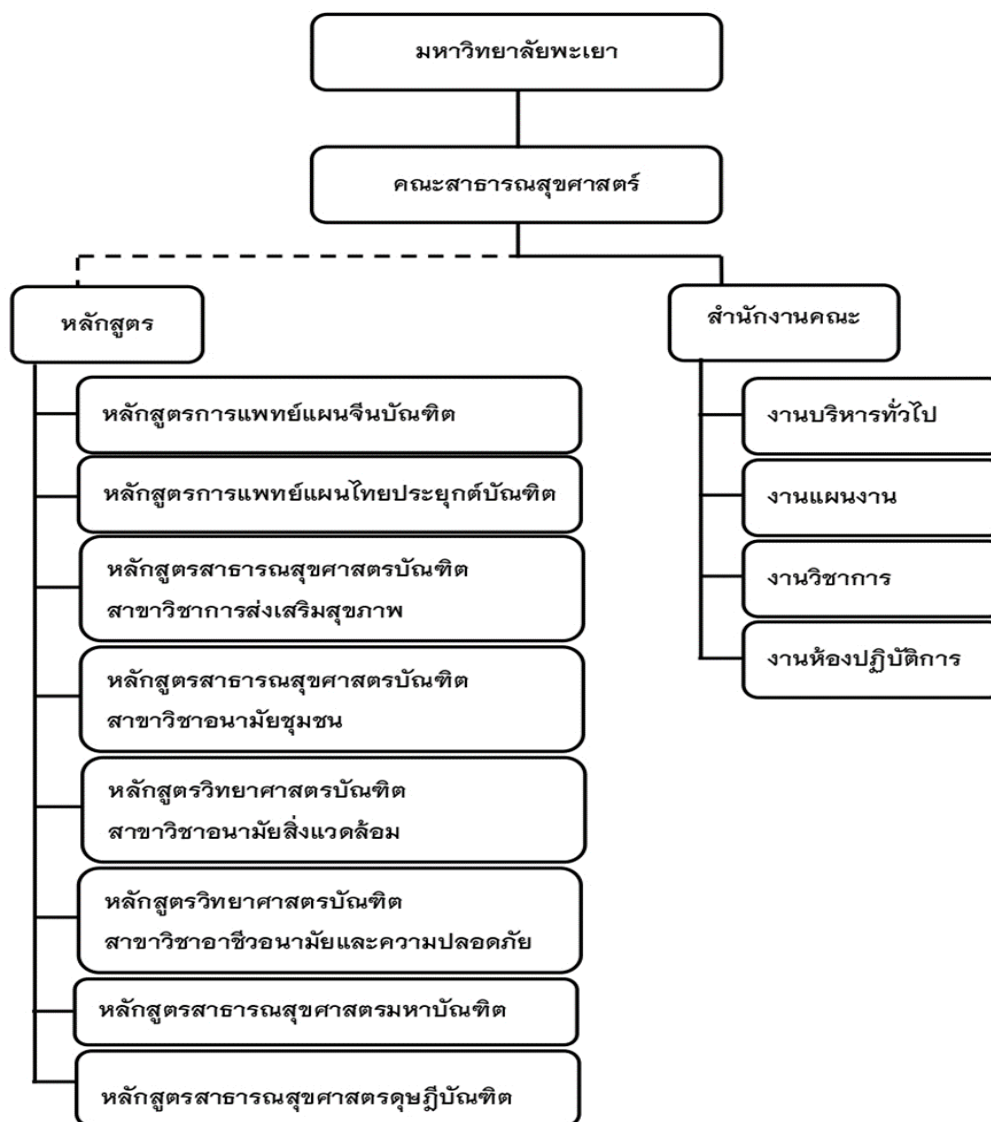 มหาวิทยาลัยพะเยา
คณะสาธารณสุขศาสตร์
หลักสูตร
สำนักงานคณะ
หลักสูตรการแพทย์แผนจีนบัณฑิต
หลักสูตรการแพทย์แผนไทยประยุกต์บัณฑิต
หลักสูตรสาธารณสุขศาสตรบัณฑิต
สาขาวิชาการส่งเสริมสุขภาพ
หลักสูตรสาธารณสุขศาสตรบัณฑิต
สาขาวิชาอนามัยชุมชน
หลักสูตรวิทยาศาสตรบัณฑิต
สาขาวิชาอนามัยสิ่งแวดล้อม
หลักสูตรวิทยาศาสตรบัณฑิต
สาขาวิชาอาชีวอนามัยและความปลอดภัย
หลักสูตรสาธารณสุขศาสตรมหาบัณฑิต
หลักสูตรสาธารณสุขศาสตรดุษฎีบัณฑิต
งานบริหารทั่วไป
งานแผนงาน
งานวิชาการ
งานห้องปฏิบัติการ